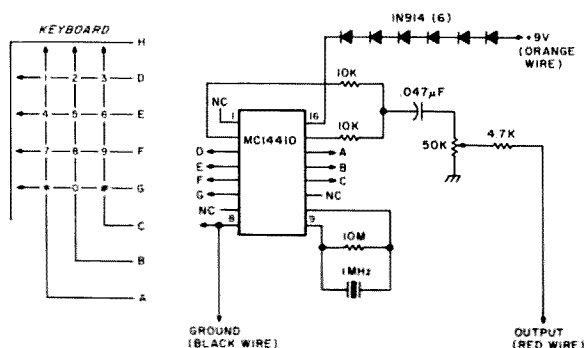 KEYBOARD
H
1 2 3 D
4 5 6 E
7 8 9 F
* 0 # G
C
B
A
1N914 (6)
+9V
(ORANGE
WIRE)
10K
.047µF
NC
1
16
MC14410
10K
50K
4.7K
D
E
F
G
NC
8
A
B
C
NC
9
10M
1MHz
GROUND
(BLACK WIRE)
OUTPUT
(RED WIRE)